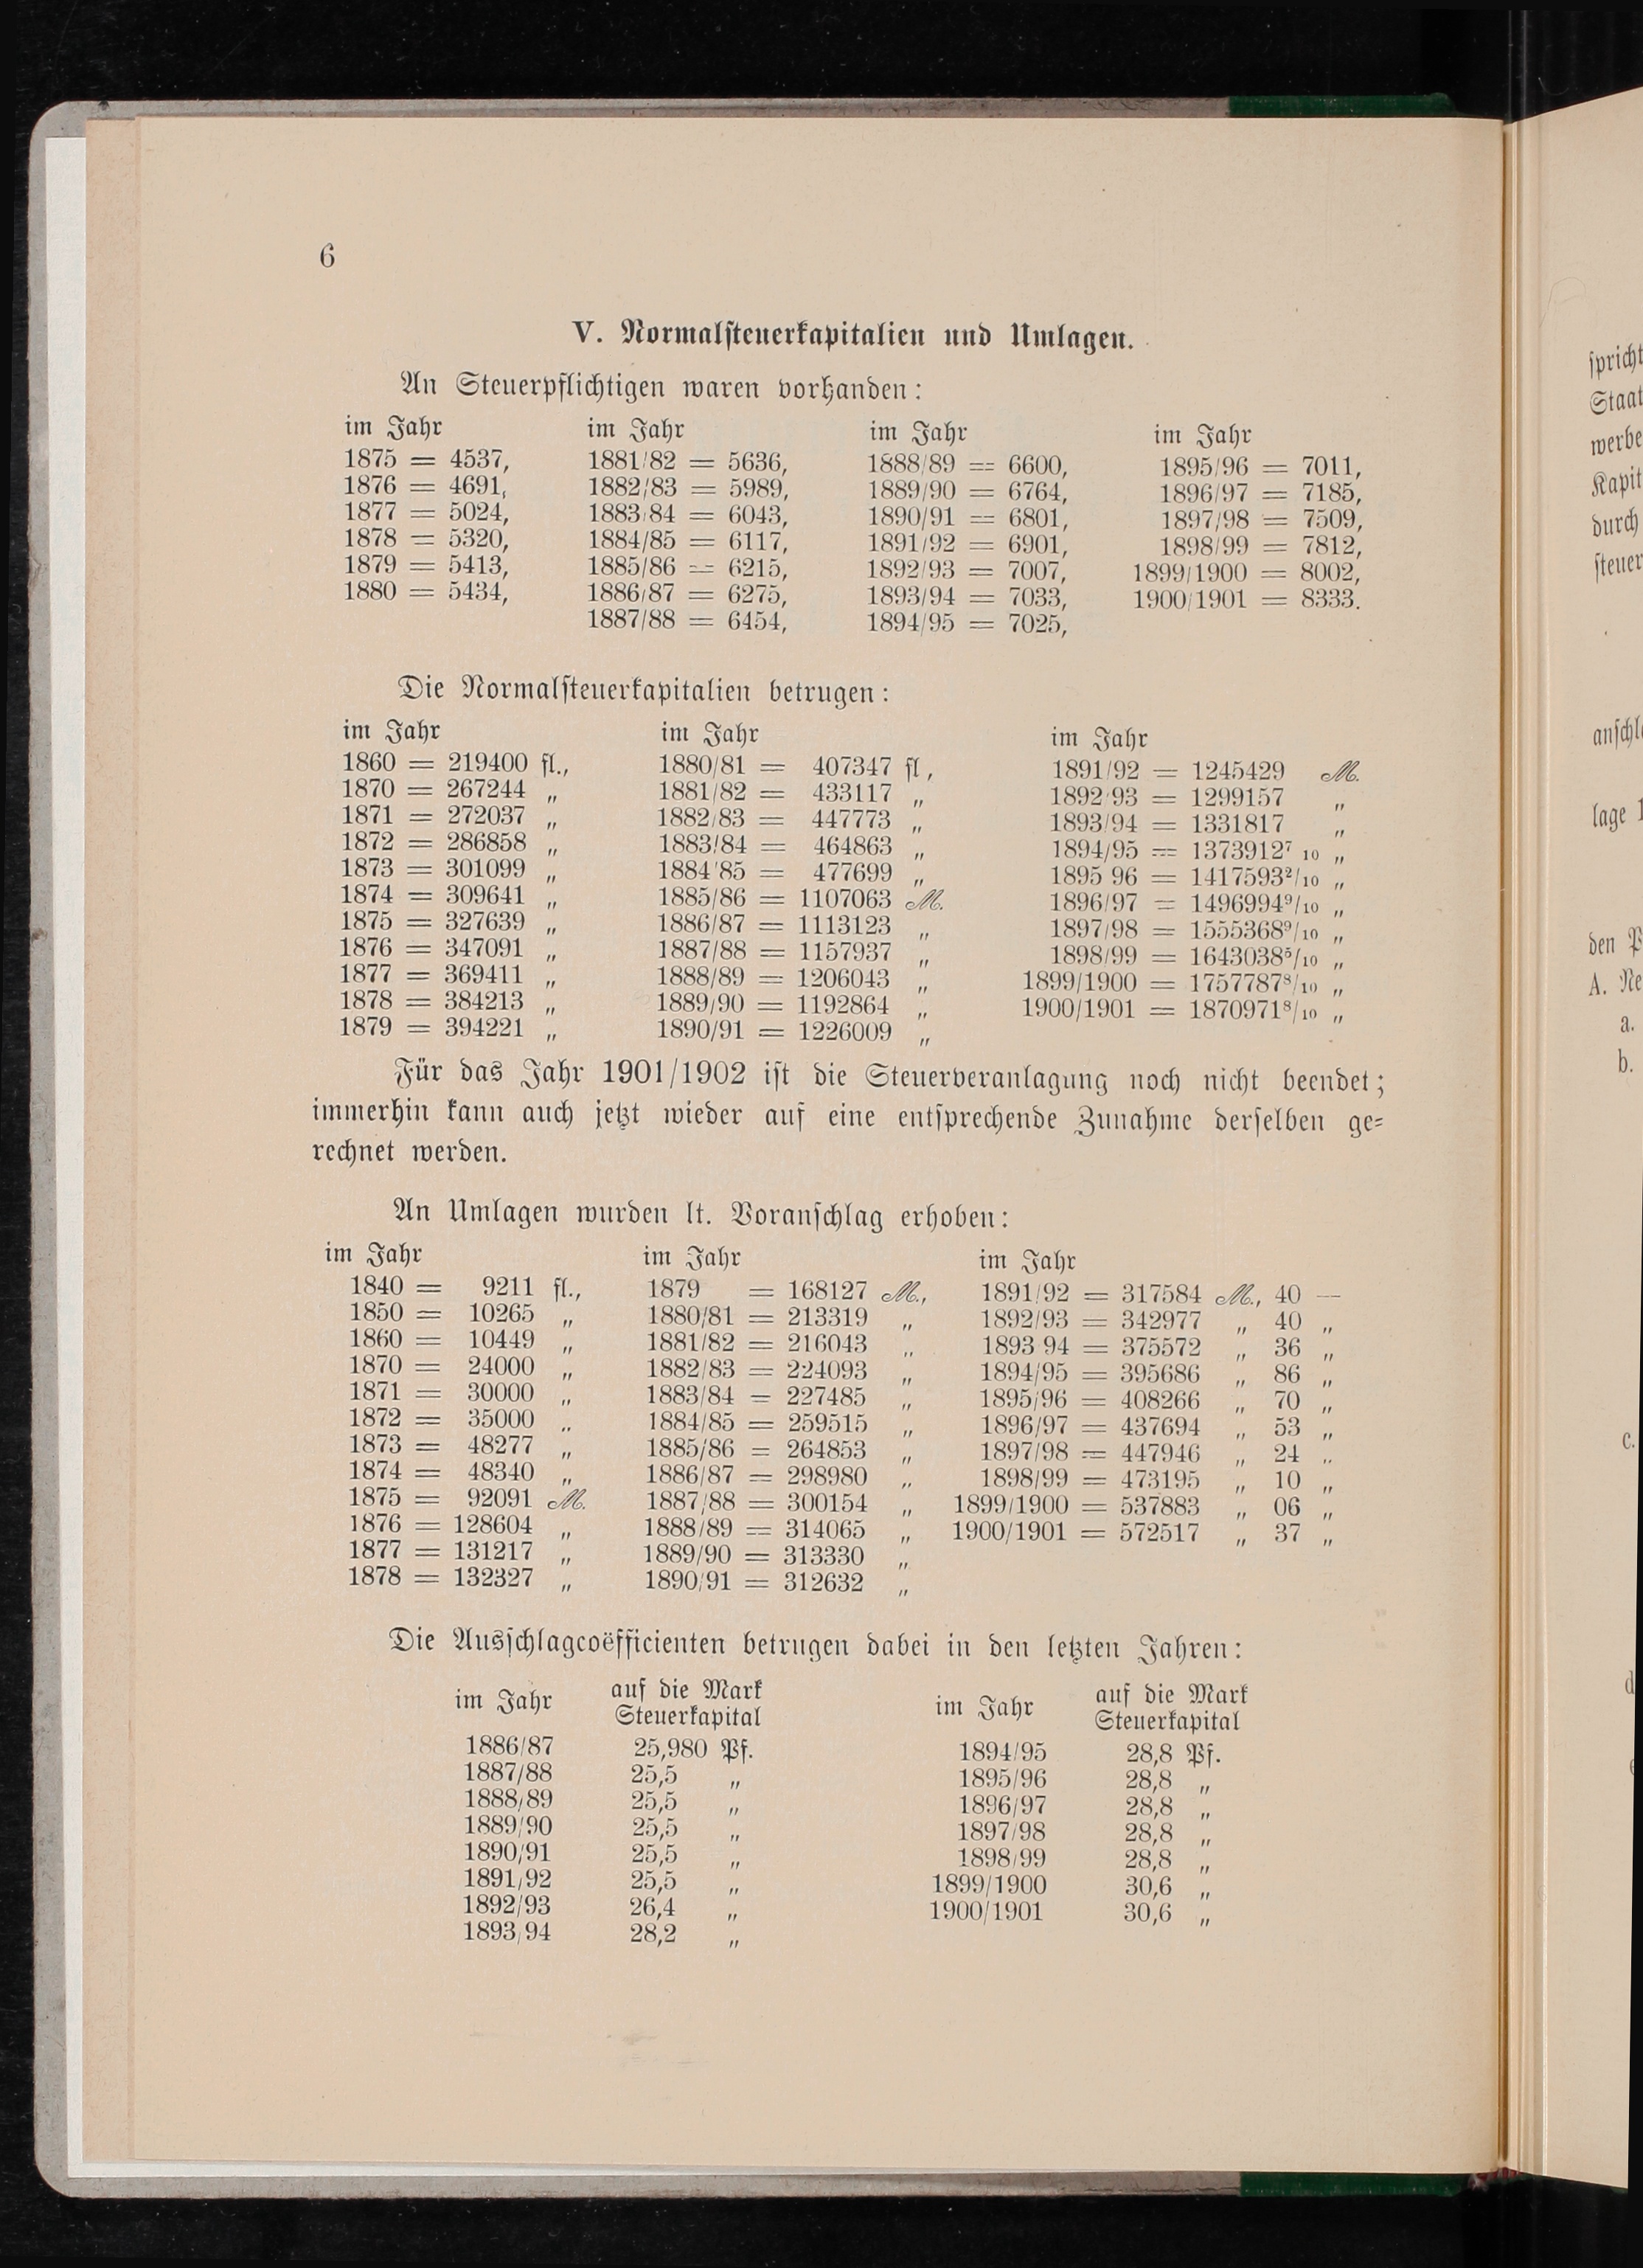 6
V. Normalsteuerkapitalien und Umlagen.
An Steuerpflichtigen waren vorhanden:
im Jahr im Jahr im Jahr im Jahr
1875 = 4537, 1881/82 = 5636, 1888/89 = 6600, 1895/96 = 7011,
1876 = 4691, 1882/83 = 5989, 1889/90 = 6764, 1896/97 = 7185,
1877 = 5024, 1883/84 = 6043, 1890/91 = 6801, 1897/98 = 7509,
1878 = 5320, 1884/85 = 6117, 1891/92 = 6901, 1898/99 = 7812,
1879 = 5413, 1885/86 = 6215, 1892/93 = 7007, 1899/1900 = 8002,
1880 = 5434, 1886/87 = 6275, 1893/94 = 7033, 1900/1901 = 8333.
1887/88 = 6454, 1894/95 = 7025,
Die Normalsteuerkapitalien betrugen:
im Jahr im Jahr im Jahr
1860 = 219400 fl., 1880/81 = 407347 fl, 1891/92 = 1245429 ℳ.
1870 = 267244 „ 1881/82 = 433117 „ 1892/93 = 1299157 „
1871 = 272037 „ 1882/83 = 447773 „ 1893/94 = 1331817 „
1872 = 286858 „ 1883/84 = 464863 „ 1894/95 = 1373912⁷ 10 „
1873 = 301099 „ 1884/85 = 477699 „ 1895 96 = 1417593²/10 „
1874 = 309641 „ 1885/86 = 1107063 ℳ. 1896/97 = 1496994⁹/10 „
1875 = 327639 „ 1886/87 = 1113123 „ 1897/98 = 1555368⁹/10 „
1876 = 347091 „ 1887/88 = 1157937 „ 1898/99 = 1643038⁵/10 „
1877 = 369411 „ 1888/89 = 1206043 „ 1899/1900 = 1757787⁸/10 „
1878 = 384213 „ 1889/90 = 1192864 „ 1900/1901 = 1870971⁸/10 „
1879 = 394221 „ 1890/91 = 1226009 „
Für das Jahr 1901/1902 ist die Steuerveranlagung noch nicht beendet;
immerhin kann auch jetzt wieder auf eine entsprechende Zunahme derselben ge-
rechnet werden.
An Umlagen wurden lt. Voranschlag erhoben:
im Jahr im Jahr im Jahr
1840 = 9211 fl., 1879 = 168127 ℳ., 1891/92 = 317584 ℳ., 40 —
1850 = 10265 „ 1880/81 = 213319 „ 1892/93 = 342977 „ 40 „
1860 = 10449 „ 1881/82 = 216043 „ 1893 94 = 375572 „ 36 „
1870 = 24000 „ 1882/83 = 224093 „ 1894/95 = 395686 „ 86 „
1871 = 30000 „ 1883/84 = 227485 „ 1895/96 = 408266 „ 70 „
1872 = 35000 „ 1884/85 = 259515 „ 1896/97 = 437694 „ 53 „
1873 = 48277 „ 1885/86 = 264853 „ 1897/98 = 447946 „ 24 „
1874 = 48340 „ 1886/87 = 298980 „ 1898/99 = 473195 „ 10 „
1875 = 92091 ℳ. 1887/88 = 300154 „ 1899/1900 = 537883 „ 06 „
1876 = 128604 „ 1888/89 = 314065 „ 1900/1901 = 572517 „ 37 „
1877 = 131217 „ 1889/90 = 313330 „
1878 = 132327 „ 1890/91 = 312632 „
Die Ausschlagcoëfficienten betrugen dabei in den letzten Jahren:
im Jahr auf die Mark Steuerkapital im Jahr auf die Mark Steuerkapital
1886/87 25,980 Pf. 1894/95 28,8 Pf.
1887/88 25,5 „ 1895/96 28,8 „
1888/89 25,5 „ 1896/97 28,8 „
1889/90 25,5 „ 1897/98 28,8 „
1890/91 25,5 „ 1898/99 28,8 „
1891/92 25,5 „ 1899/1900 30,6 „
1892/93 26,4 „ 1900/1901 30,6 „
1893/94 28,2 „
spricht
Staat
werbe
Kapit
durch
steuer
lage
den P
A. Ne
a.
b.
c.